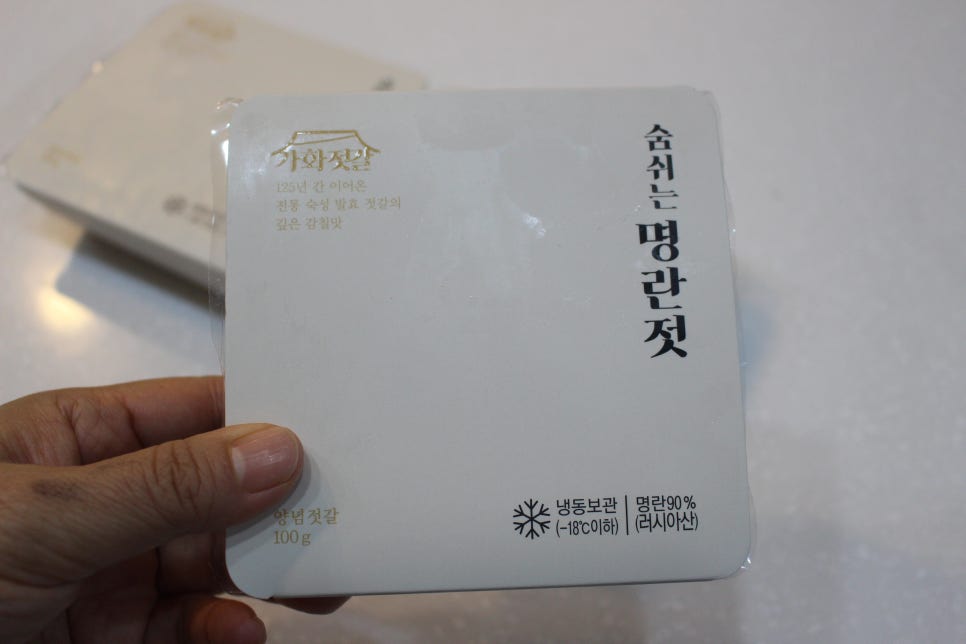 가화젓갈
125년 간 이어온
전통 숙성 발효 젓갈의
깊은 감칠맛
숨쉬는 명란젓
양념젓갈
100g
냉동보관
(-18℃이하)
명란90%
(러시아산)